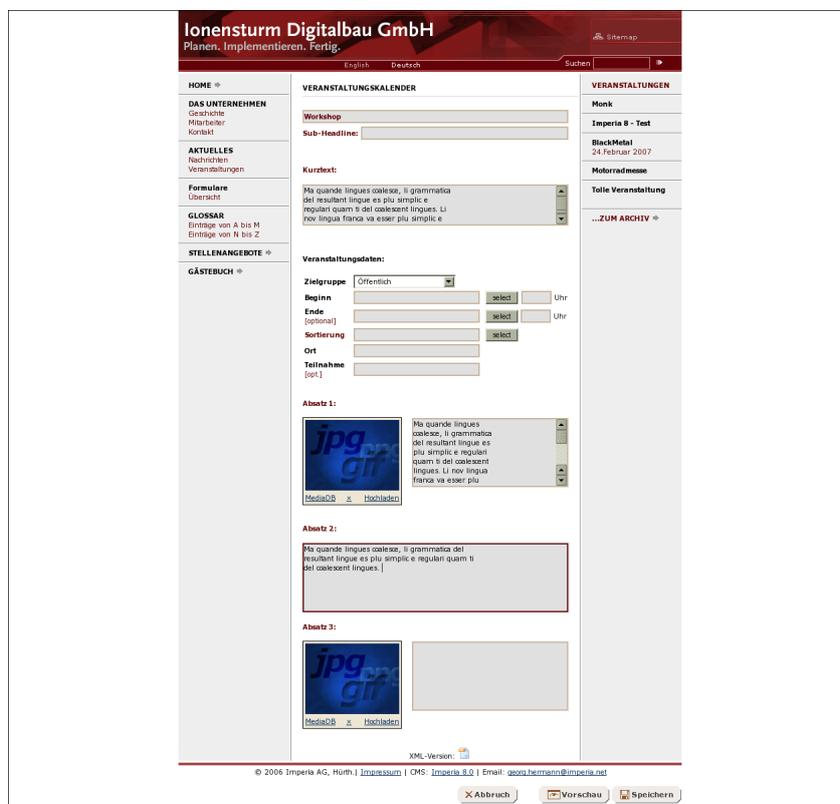 Ionensturm Digitalbau GmbH
Planen. Implementieren. Fertig.
Sitemap
English Deutsch
Suchen
HOME
DAS UNTERNEHMEN
Geschichte
Mitarbeiter
Kontakt
AKTUELLES
Nachrichten
Veranstaltungen
Formulare
Übersicht
GLOSSAR
Einträge von A bis M
Einträge von N bis Z
STELLENANGEBOTE
GÄSTEBUCH
VERANSTALTUNGSKALENDER
Workshop
Sub-Headline:
Kurztext:
Ma quande lingues coalesce, li grammatica
del resultant lingue es plu simplic e
regulari quam ti del coalescent lingues. Li
nov lingua franca va esser plu simplic e
Veranstaltungsdaten:
Zielgruppe Öffentlich
Beginn select Uhr
Ende select Uhr
[optional]
Sortierung select
Ort
Teilnahme
[opt.]
Absatz 1:
jpg
gif
MediaDB x Hochladen
Ma quande lingues
coalesce, li grammatica
del resultant lingue es
plu simplic e regulari
quam ti del coalescent
lingues. Li nov lingua
franca va esser plu
Absatz 2:
Ma quande lingues coalesce, li grammatica del
resultant lingue es plu simplic e regulari quam ti
del coalescent lingues.
Absatz 3:
jpg
gif
MediaDB x Hochladen
XML-Version:
VERANSTALTUNGEN
Monk
Imperia 8 - Test
BlackMetal
24.Februar 2007
Motorradmesse
Tolle Veranstaltung
...ZUM ARCHIV
© 2006 Imperia AG, Hürth.| Impressum | CMS: Imperia 8.0 | Email: georg.hermann@imperia.net
Abbruch Vorschau Speichern